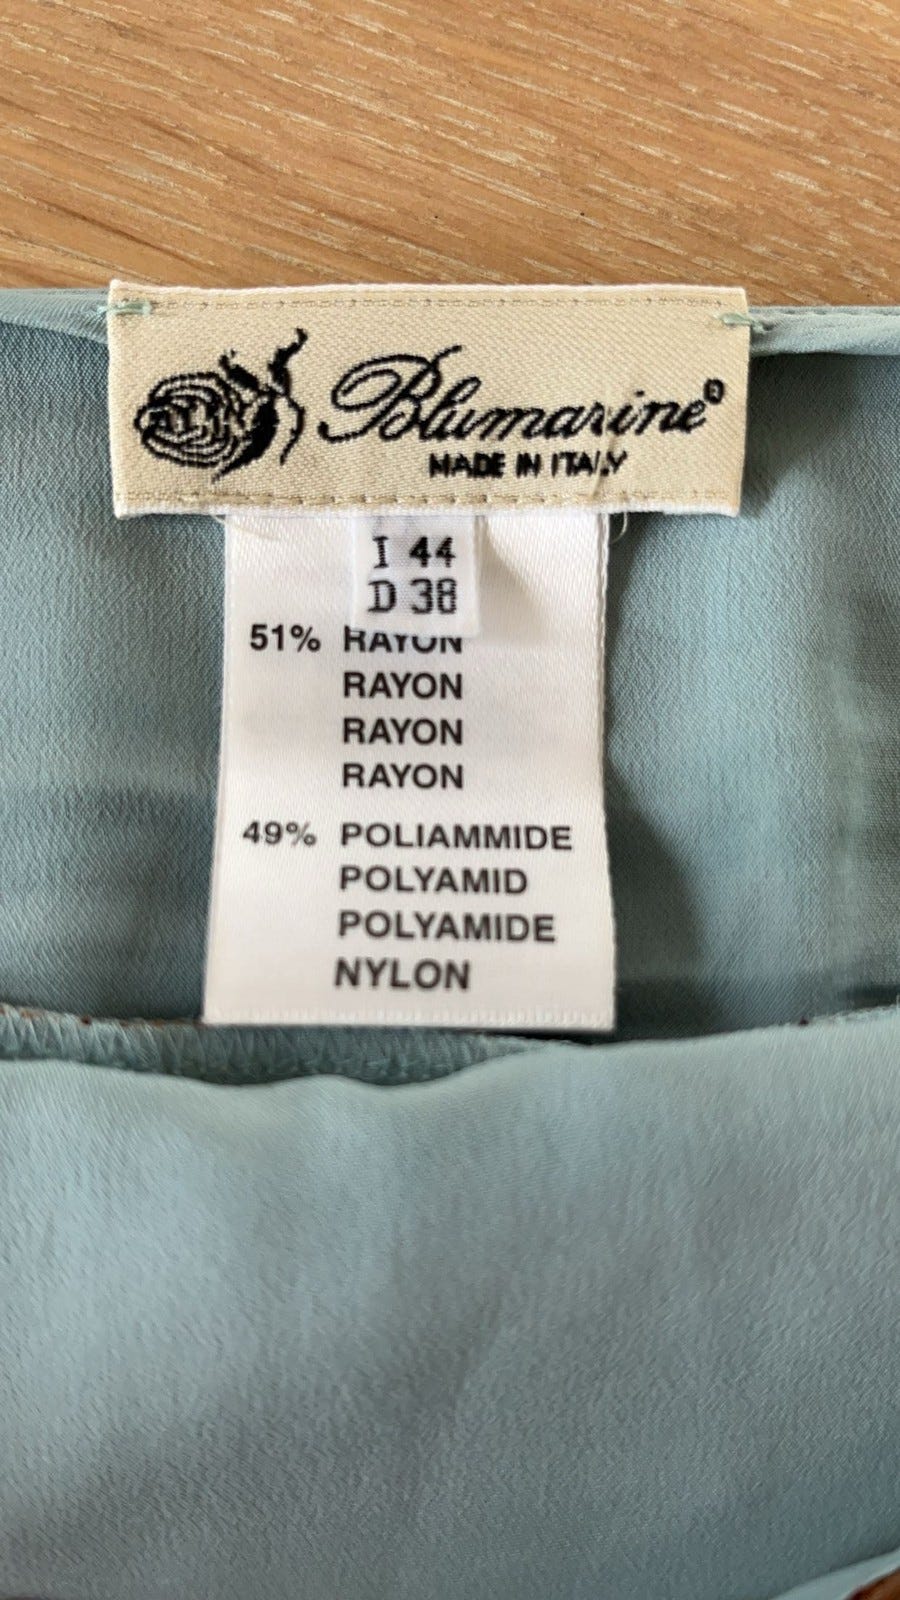 Blumarine®
MADE IN ITALY
I 44
D 38
51% RAYON
RAYON
RAYON
RAYON
49% POLIAMMIDE
POLYAMID
POLYAMIDE
NYLON